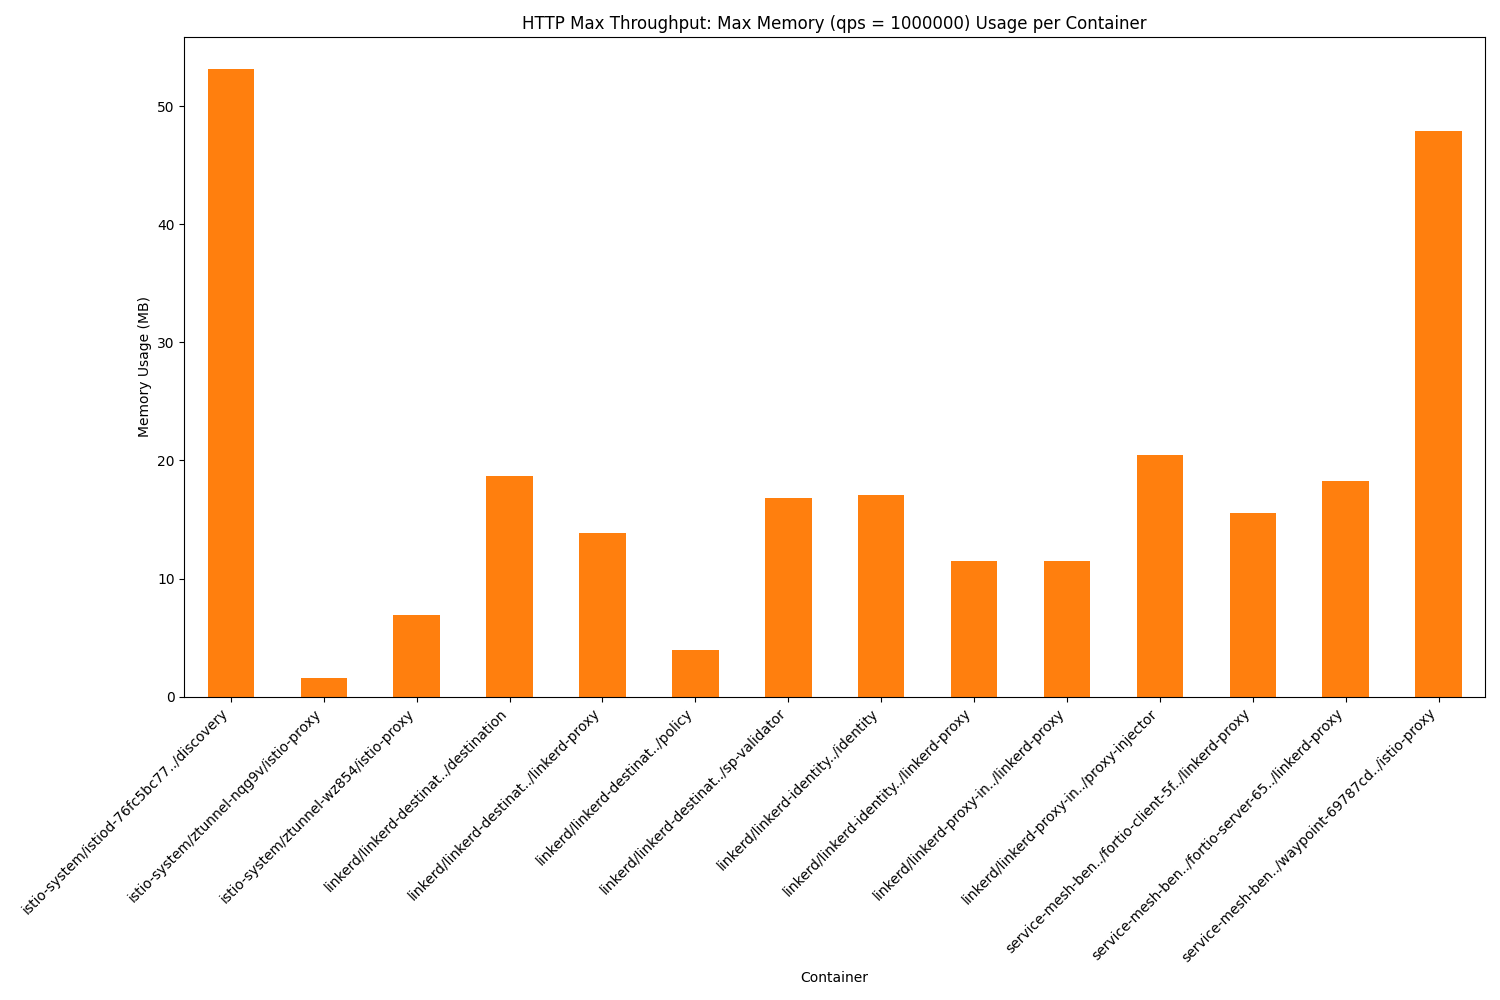 HTTP Max Throughput: Max Memory (qps = 1000000) Usage per Container
Memory Usage (MB)
50
40
30
20
10
0
istio-system/istiod-76fc5bc77../discovery
istio-system/ztunnel-nqg9v/istio-proxy
istio-system/ztunnel-wz854/istio-proxy
linkerd/linkerd-destinat../destination
linkerd/linkerd-destinat../linkerd-proxy
linkerd/linkerd-destinat../policy
linkerd/linkerd-destinat../sp-validator
linkerd/linkerd-identity../identity
linkerd/linkerd-identity../linkerd-proxy
linkerd/linkerd-proxy-in../linkerd-proxy
linkerd/linkerd-proxy-in../proxy-injector
service-mesh-ben../fortio-client-5f../linkerd-proxy
service-mesh-ben../fortio-server-65../linkerd-proxy
service-mesh-ben../waypoint-69787cd../istio-proxy
Container